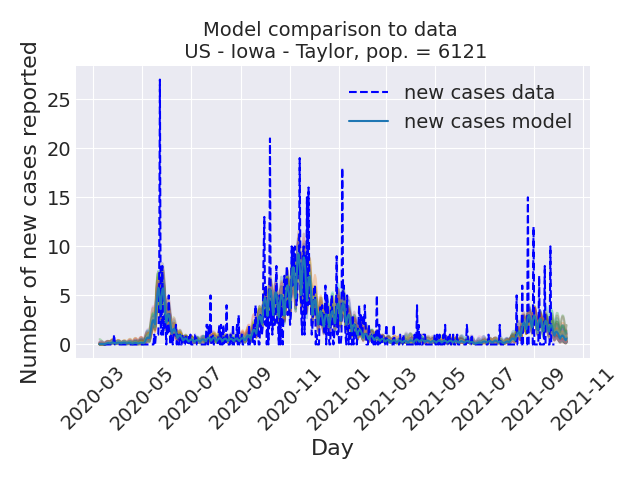 Model comparison to data
US - Iowa - Taylor, pop. = 6121
Number of new cases reported
25
20
15
10
5
0
new cases data
new cases model
2020-03
2020-05
2020-07
2020-09
2020-11
2021-01
2021-03
2021-05
2021-07
2021-09
2021-11
Day